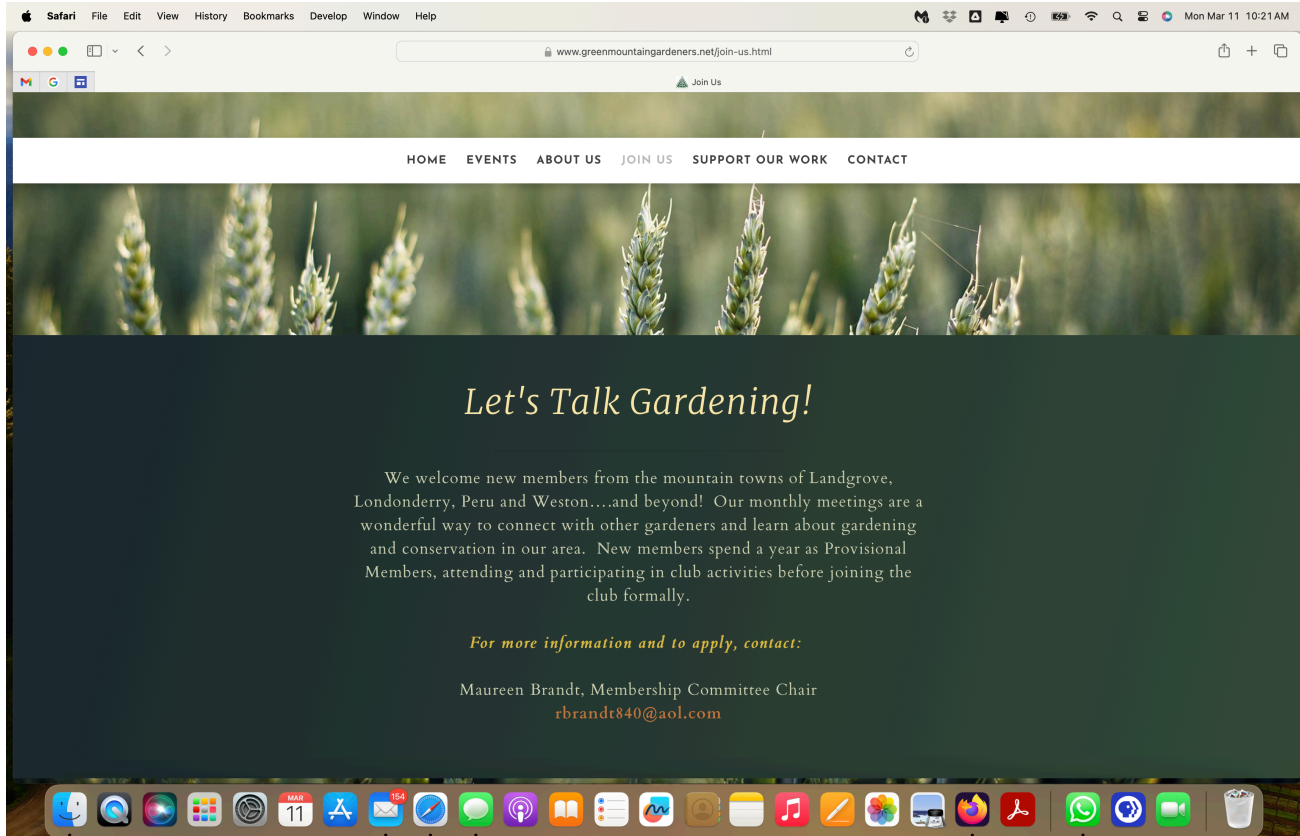 Safari File Edit View History Bookmarks Develop Window Help Mon Mar 11 10:21 AM
www.greenmountaingardeners.net/join-us.html
Join Us
HOME EVENTS ABOUT US JOIN US SUPPORT OUR WORK CONTACT
Let's Talk Gardening!
We welcome new members from the mountain towns of Landgrove,
Londonderry, Peru and Weston....and beyond! Our monthly meetings are a
wonderful way to connect with other gardeners and learn about gardening
and conservation in our area. New members spend a year as Provisional
Members, attending and participating in club activities before joining the
club formally.
For more information and to apply, contact:
Maureen Brandt, Membership Committee Chair
rbrandt840@aol.com
MAR
11
154